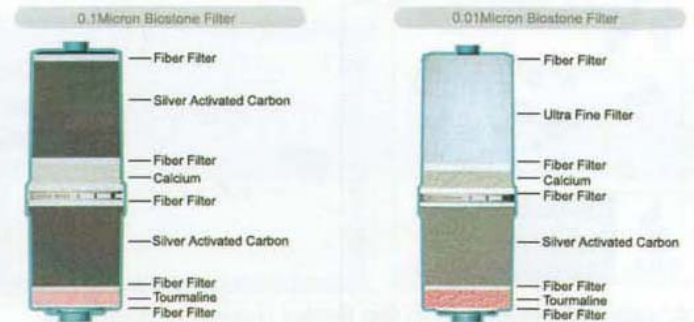 0.1Micron Biostone Filter
Fiber Filter
Silver Activated Carbon
Fiber Filter
Calcium
Fiber Filter
Silver Activated Carbon
Fiber Filter
Tourmaline
Fiber Filter
0.01Micron Biostone Filter
Fiber Filter
Ultra Fine Filter
Fiber Filter
Calcium
Fiber Filter
Silver Activated Carbon
Fiber Filter
Tourmaline
Fiber Filter